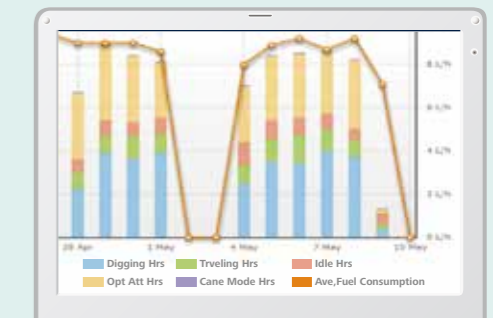 8 L/h
6 L/h
4 L/h
2 L/h
0 L/h
28 Apr 1 May 4 May 7 May 10 May
Digging Hrs Trveling Hrs Idle Hrs
Opt Att Hrs Cane Mode Hrs Ave,Fuel Consumption